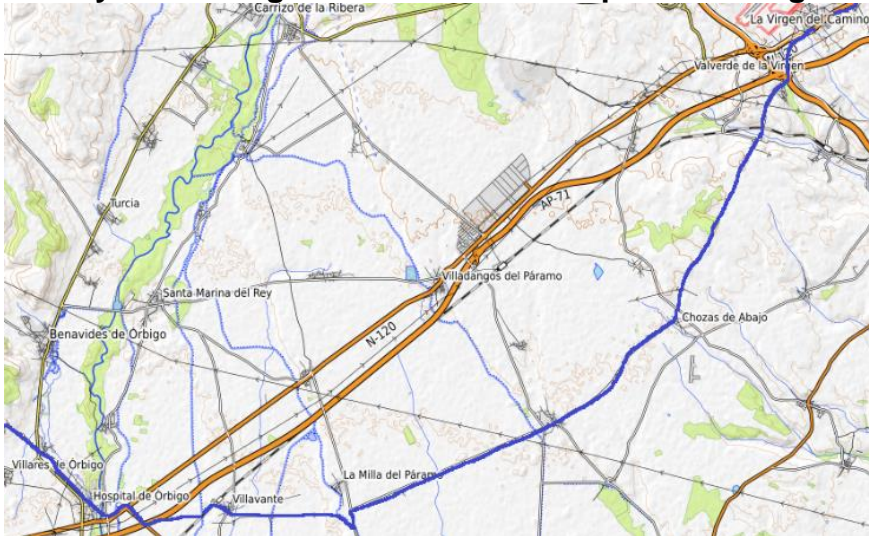 Carrizo de la Ribera
La Virgen del Camino
Valverde de la Virgen
Turcia
AP-71
Villadangos del Páramo
Santa Marina del Rey
Chozas de Abajo
Benavides de Órbigo
N-120
Villares de Órbigo
La Milla del Páramo
Hospital de Órbigo
Villavante